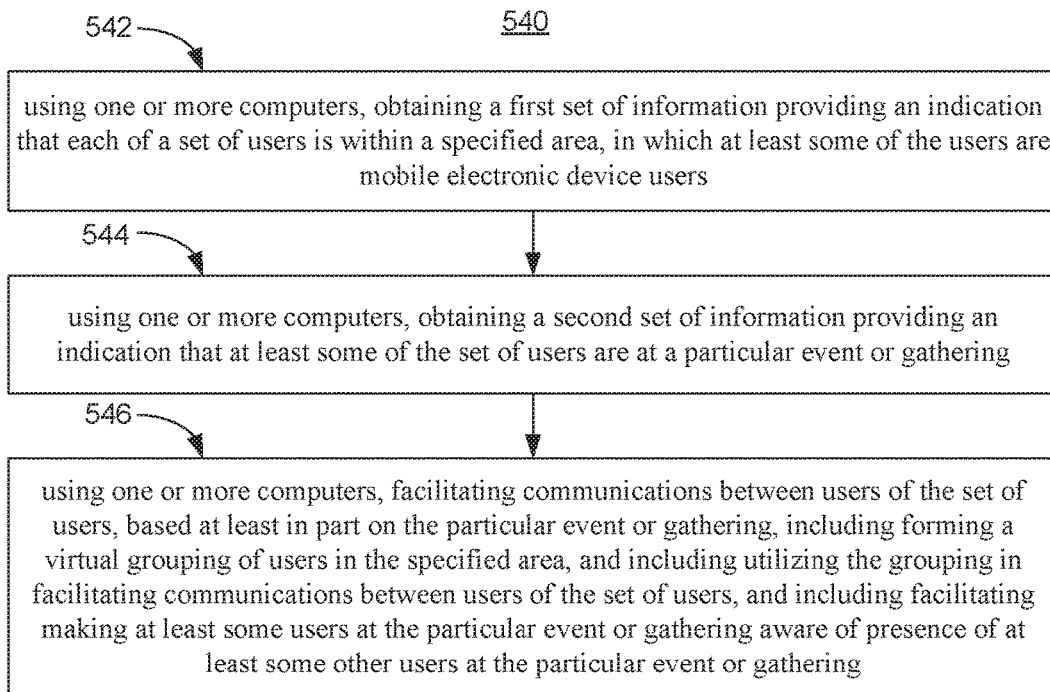 540
542
using one or more computers, obtaining a first set of information providing an indication
that each of a set of users is within a specified area, in which at least some of the users are
mobile electronic device users
544
using one or more computers, obtaining a second set of information providing an
indication that at least some of the set of users are at a particular event or gathering
546
using one or more computers, facilitating communications between users of the set of
users, based at least in part on the particular event or gathering, including forming a
virtual grouping of users in the specified area, and including utilizing the grouping in
facilitating communications between users of the set of users, and including facilitating
making at least some users at the particular event or gathering aware of presence of at
least some other users at the particular event or gathering